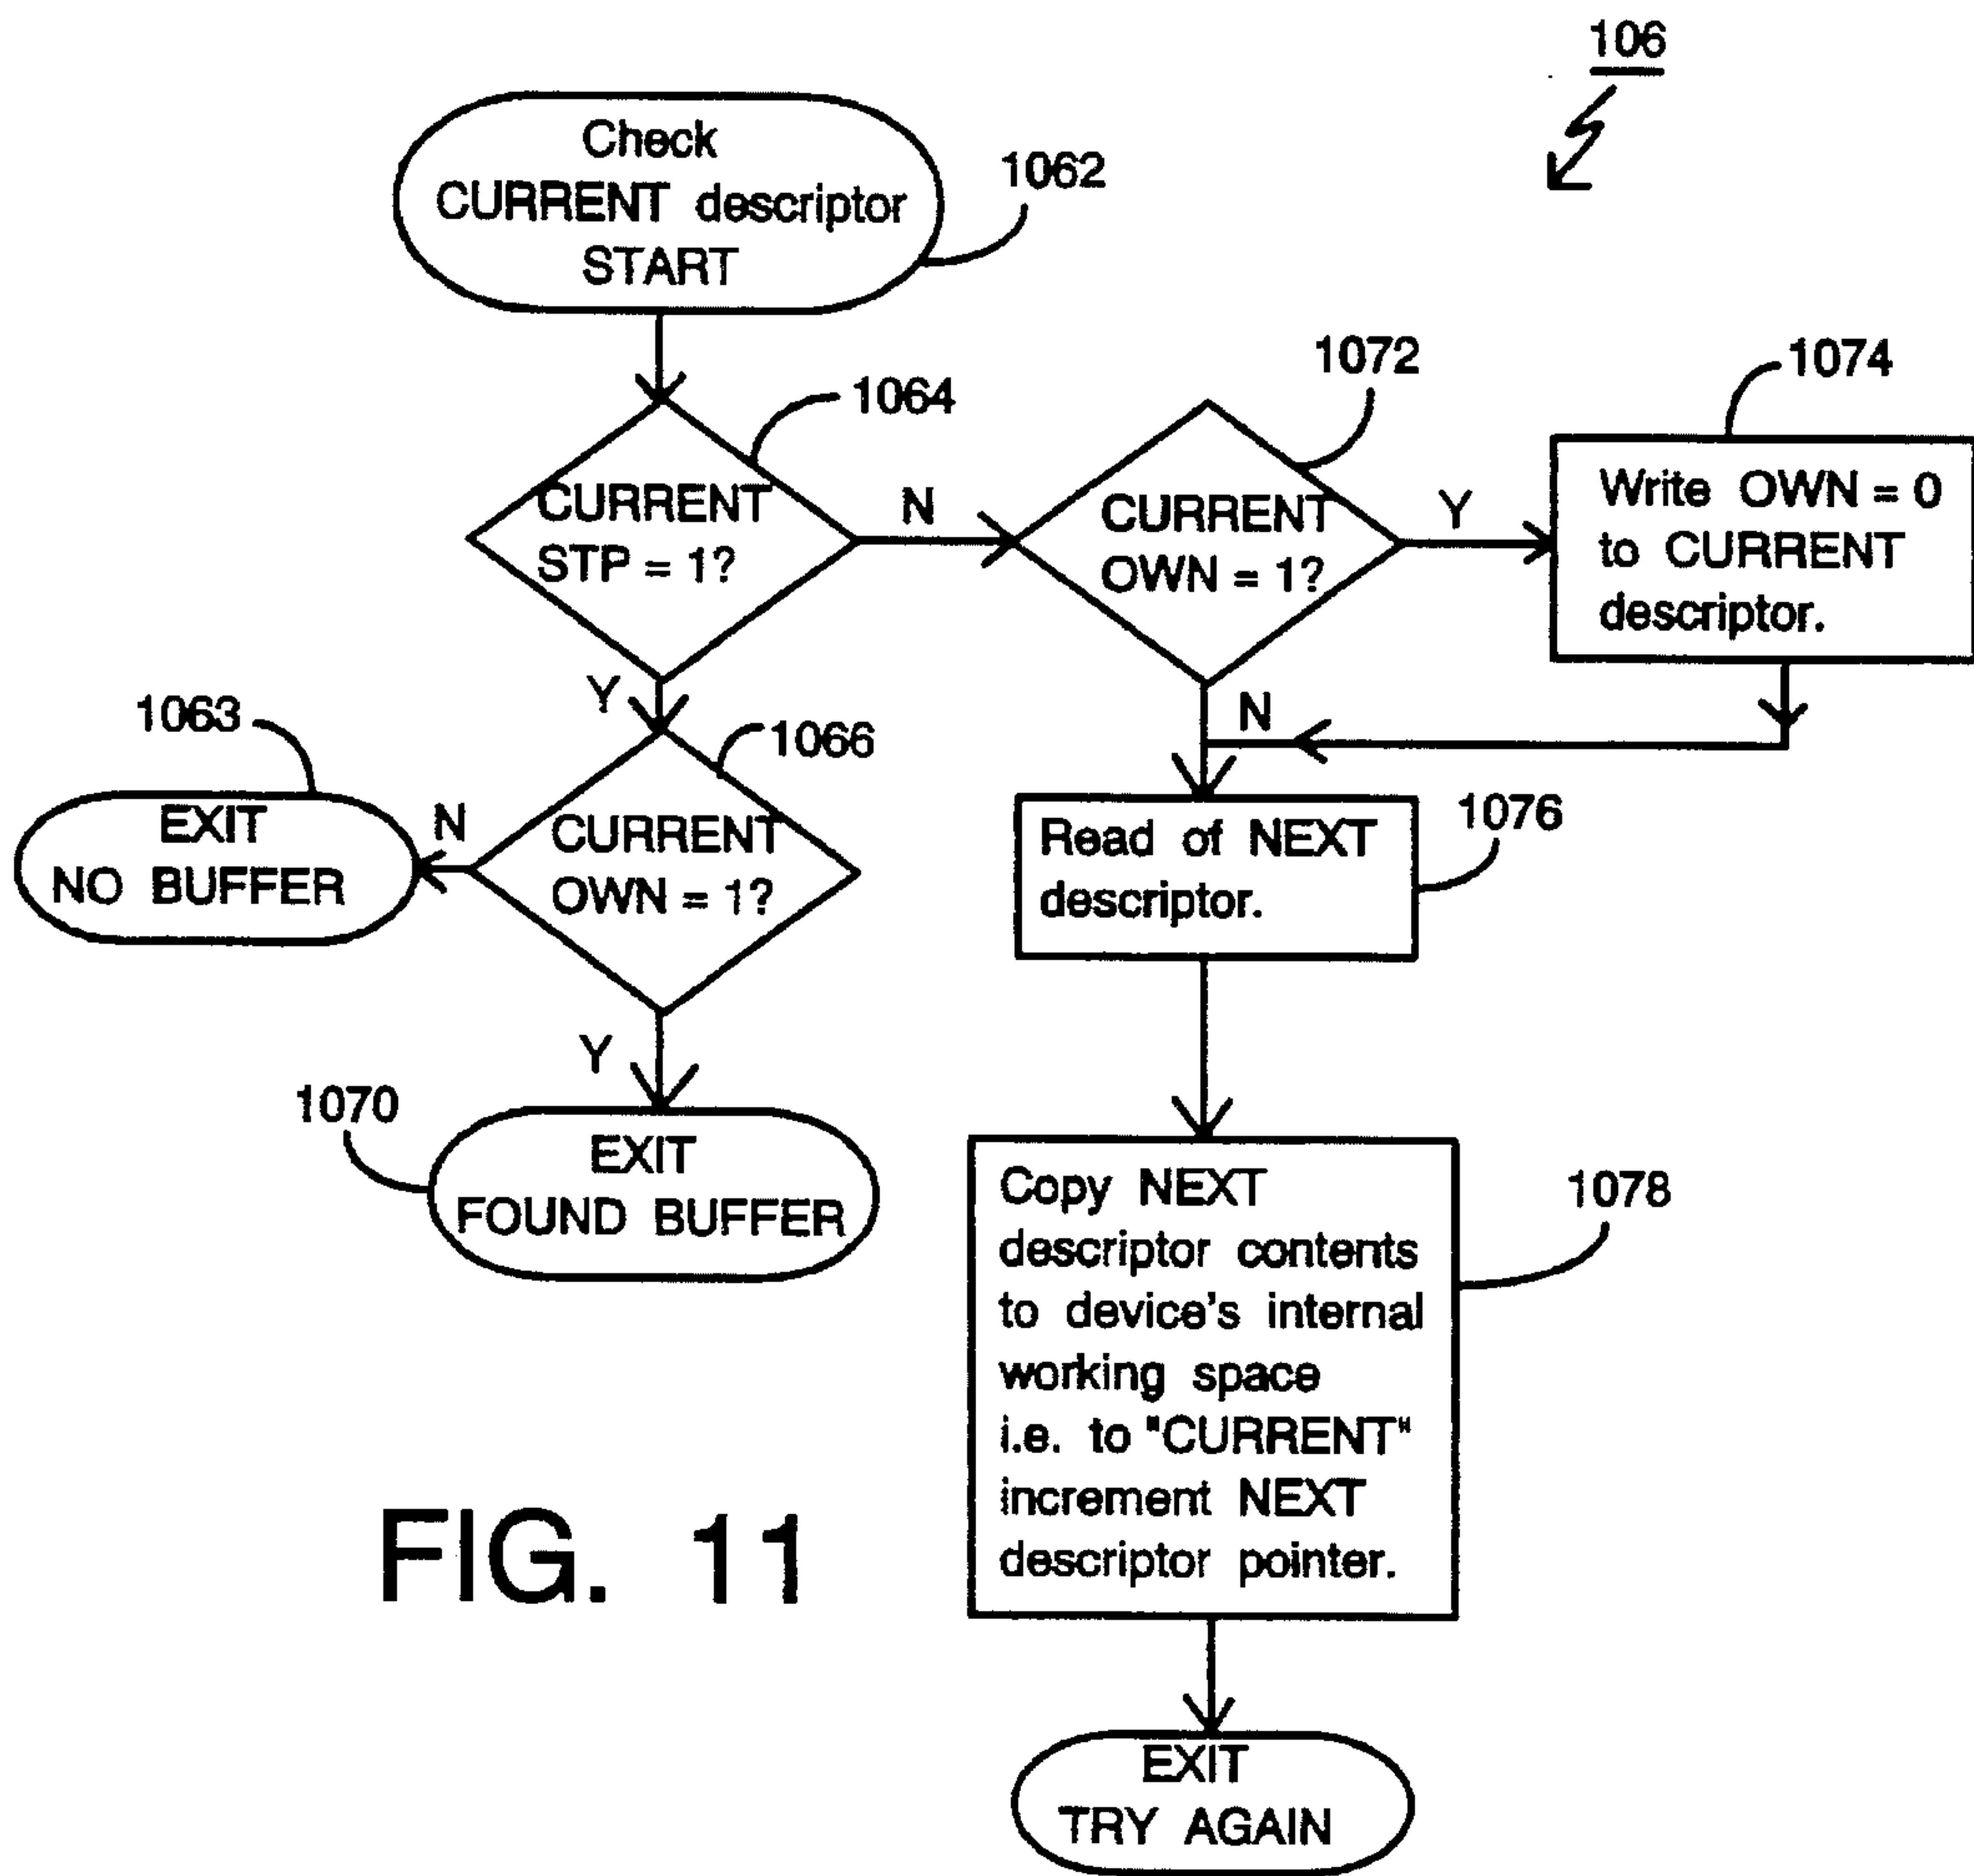 106
Check
CURRENT descriptor
START
1062
1064
CURRENT
STP = 1?
N
Y
1072
CURRENT
OWN = 1?
Y
N
1074
Write OWN = 0
to CURRENT
descriptor.
1063
EXIT
NO BUFFER
N
1066
CURRENT
OWN = 1?
Y
1070
EXIT
FOUND BUFFER
1076
Read of NEXT
descriptor.
1078
Copy NEXT
descriptor contents
to device's internal
working space
i.e. to "CURRENT"
increment NEXT
descriptor pointer.
EXIT
TRY AGAIN
FIG. 11